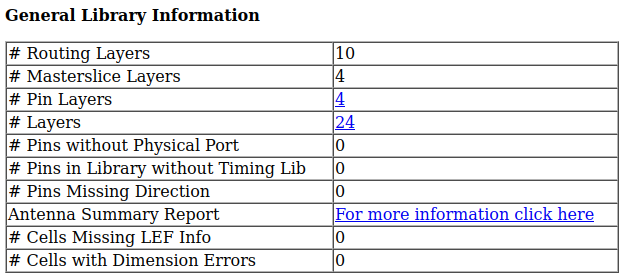 General Library Information
# Routing Layers 10
# Masterslice Layers 4
# Pin Layers 4
# Layers 24
# Pins without Physical Port 0
# Pins in Library without Timing Lib 0
# Pins Missing Direction 0
Antenna Summary Report For more information click here
# Cells Missing LEF Info 0
# Cells with Dimension Errors 0